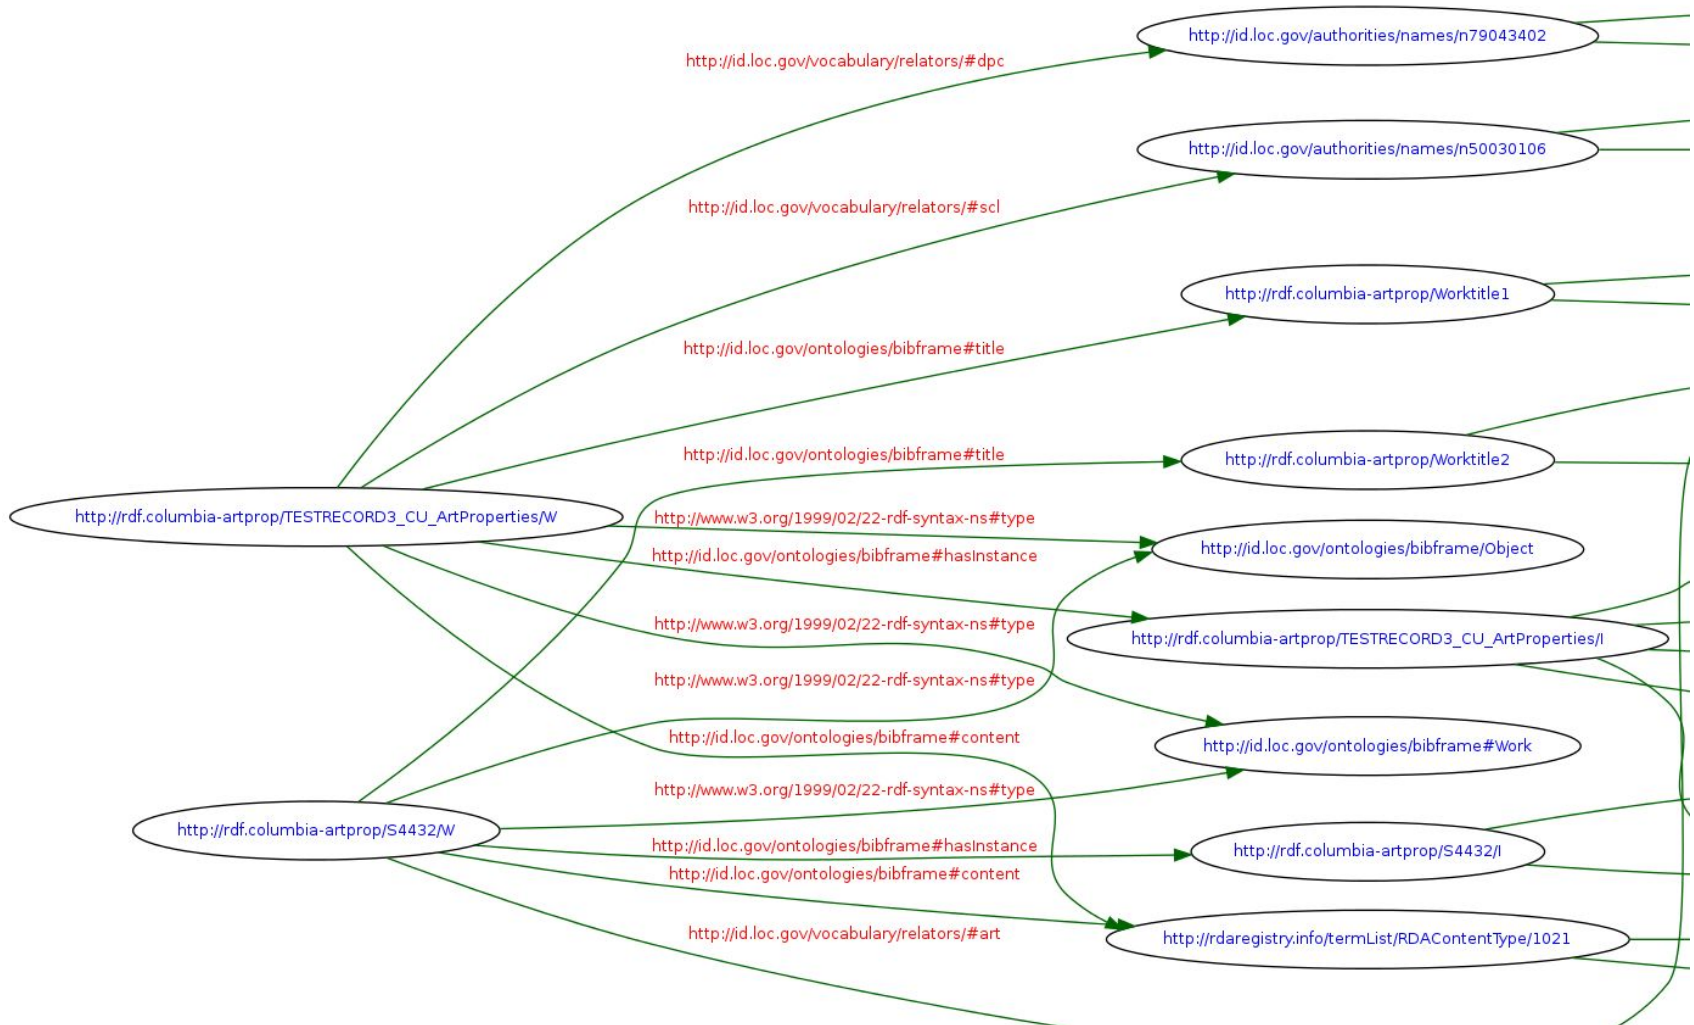 http://id.loc.gov/authorities/names/n79043402
http://id.loc.gov/vocabulary/relators/#dpc
http://id.loc.gov/authorities/names/n50030106
http://id.loc.gov/vocabulary/relators/#scl
http://rdf.columbia-artprop/Worktitle1
http://id.loc.gov/ontologies/bibframe#title
http://id.loc.gov/ontologies/bibframe#title
http://rdf.columbia-artprop/Worktitle2
http://rdf.columbia-artprop/TESTRECORD3_CU_ArtProperties/W
http://www.w3.org/1999/02/22-rdf-syntax-ns#type
http://id.loc.gov/ontologies/bibframe/Object
http://id.loc.gov/ontologies/bibframe#hasInstance
http://www.w3.org/1999/02/22-rdf-syntax-ns#type
http://rdf.columbia-artprop/TESTRECORD3_CU_ArtProperties/I
http://www.w3.org/1999/02/22-rdf-syntax-ns#type
http://id.loc.gov/ontologies/bibframe#content
http://id.loc.gov/ontologies/bibframe#Work
http://www.w3.org/1999/02/22-rdf-syntax-ns#type
http://rdf.columbia-artprop/S4432/W
http://id.loc.gov/ontologies/bibframe#hasInstance
http://rdf.columbia-artprop/S4432/I
http://id.loc.gov/ontologies/bibframe#content
http://id.loc.gov/vocabulary/relators/#art
http://rdaregistry.info/termList/RDAContentType/1021